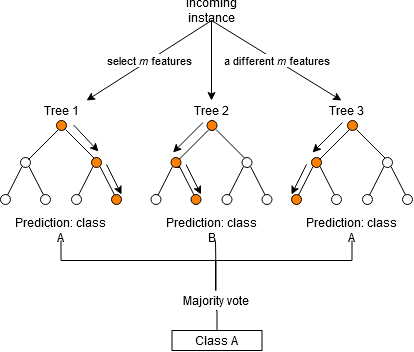 Incoming
instance
select m features
a different m features
Tree 1
Tree 2
Tree 3
Prediction: class
A
Prediction: class
B
Prediction: class
A
Majority vote
Class A